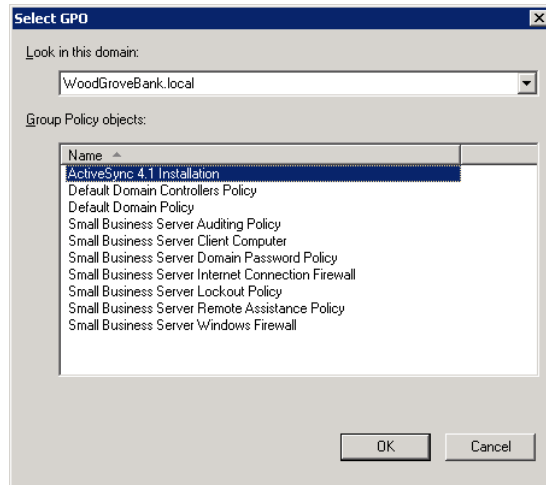 Select GPO
Look in this domain:
WoodGroveBank.local
Group Policy objects:
Name
ActiveSync 4.1 Installation
Default Domain Controllers Policy
Default Domain Policy
Small Business Server Auditing Policy
Small Business Server Client Computer
Small Business Server Domain Password Policy
Small Business Server Internet Connection Firewall
Small Business Server Lockout Policy
Small Business Server Remote Assistance Policy
Small Business Server Windows Firewall
OK Cancel